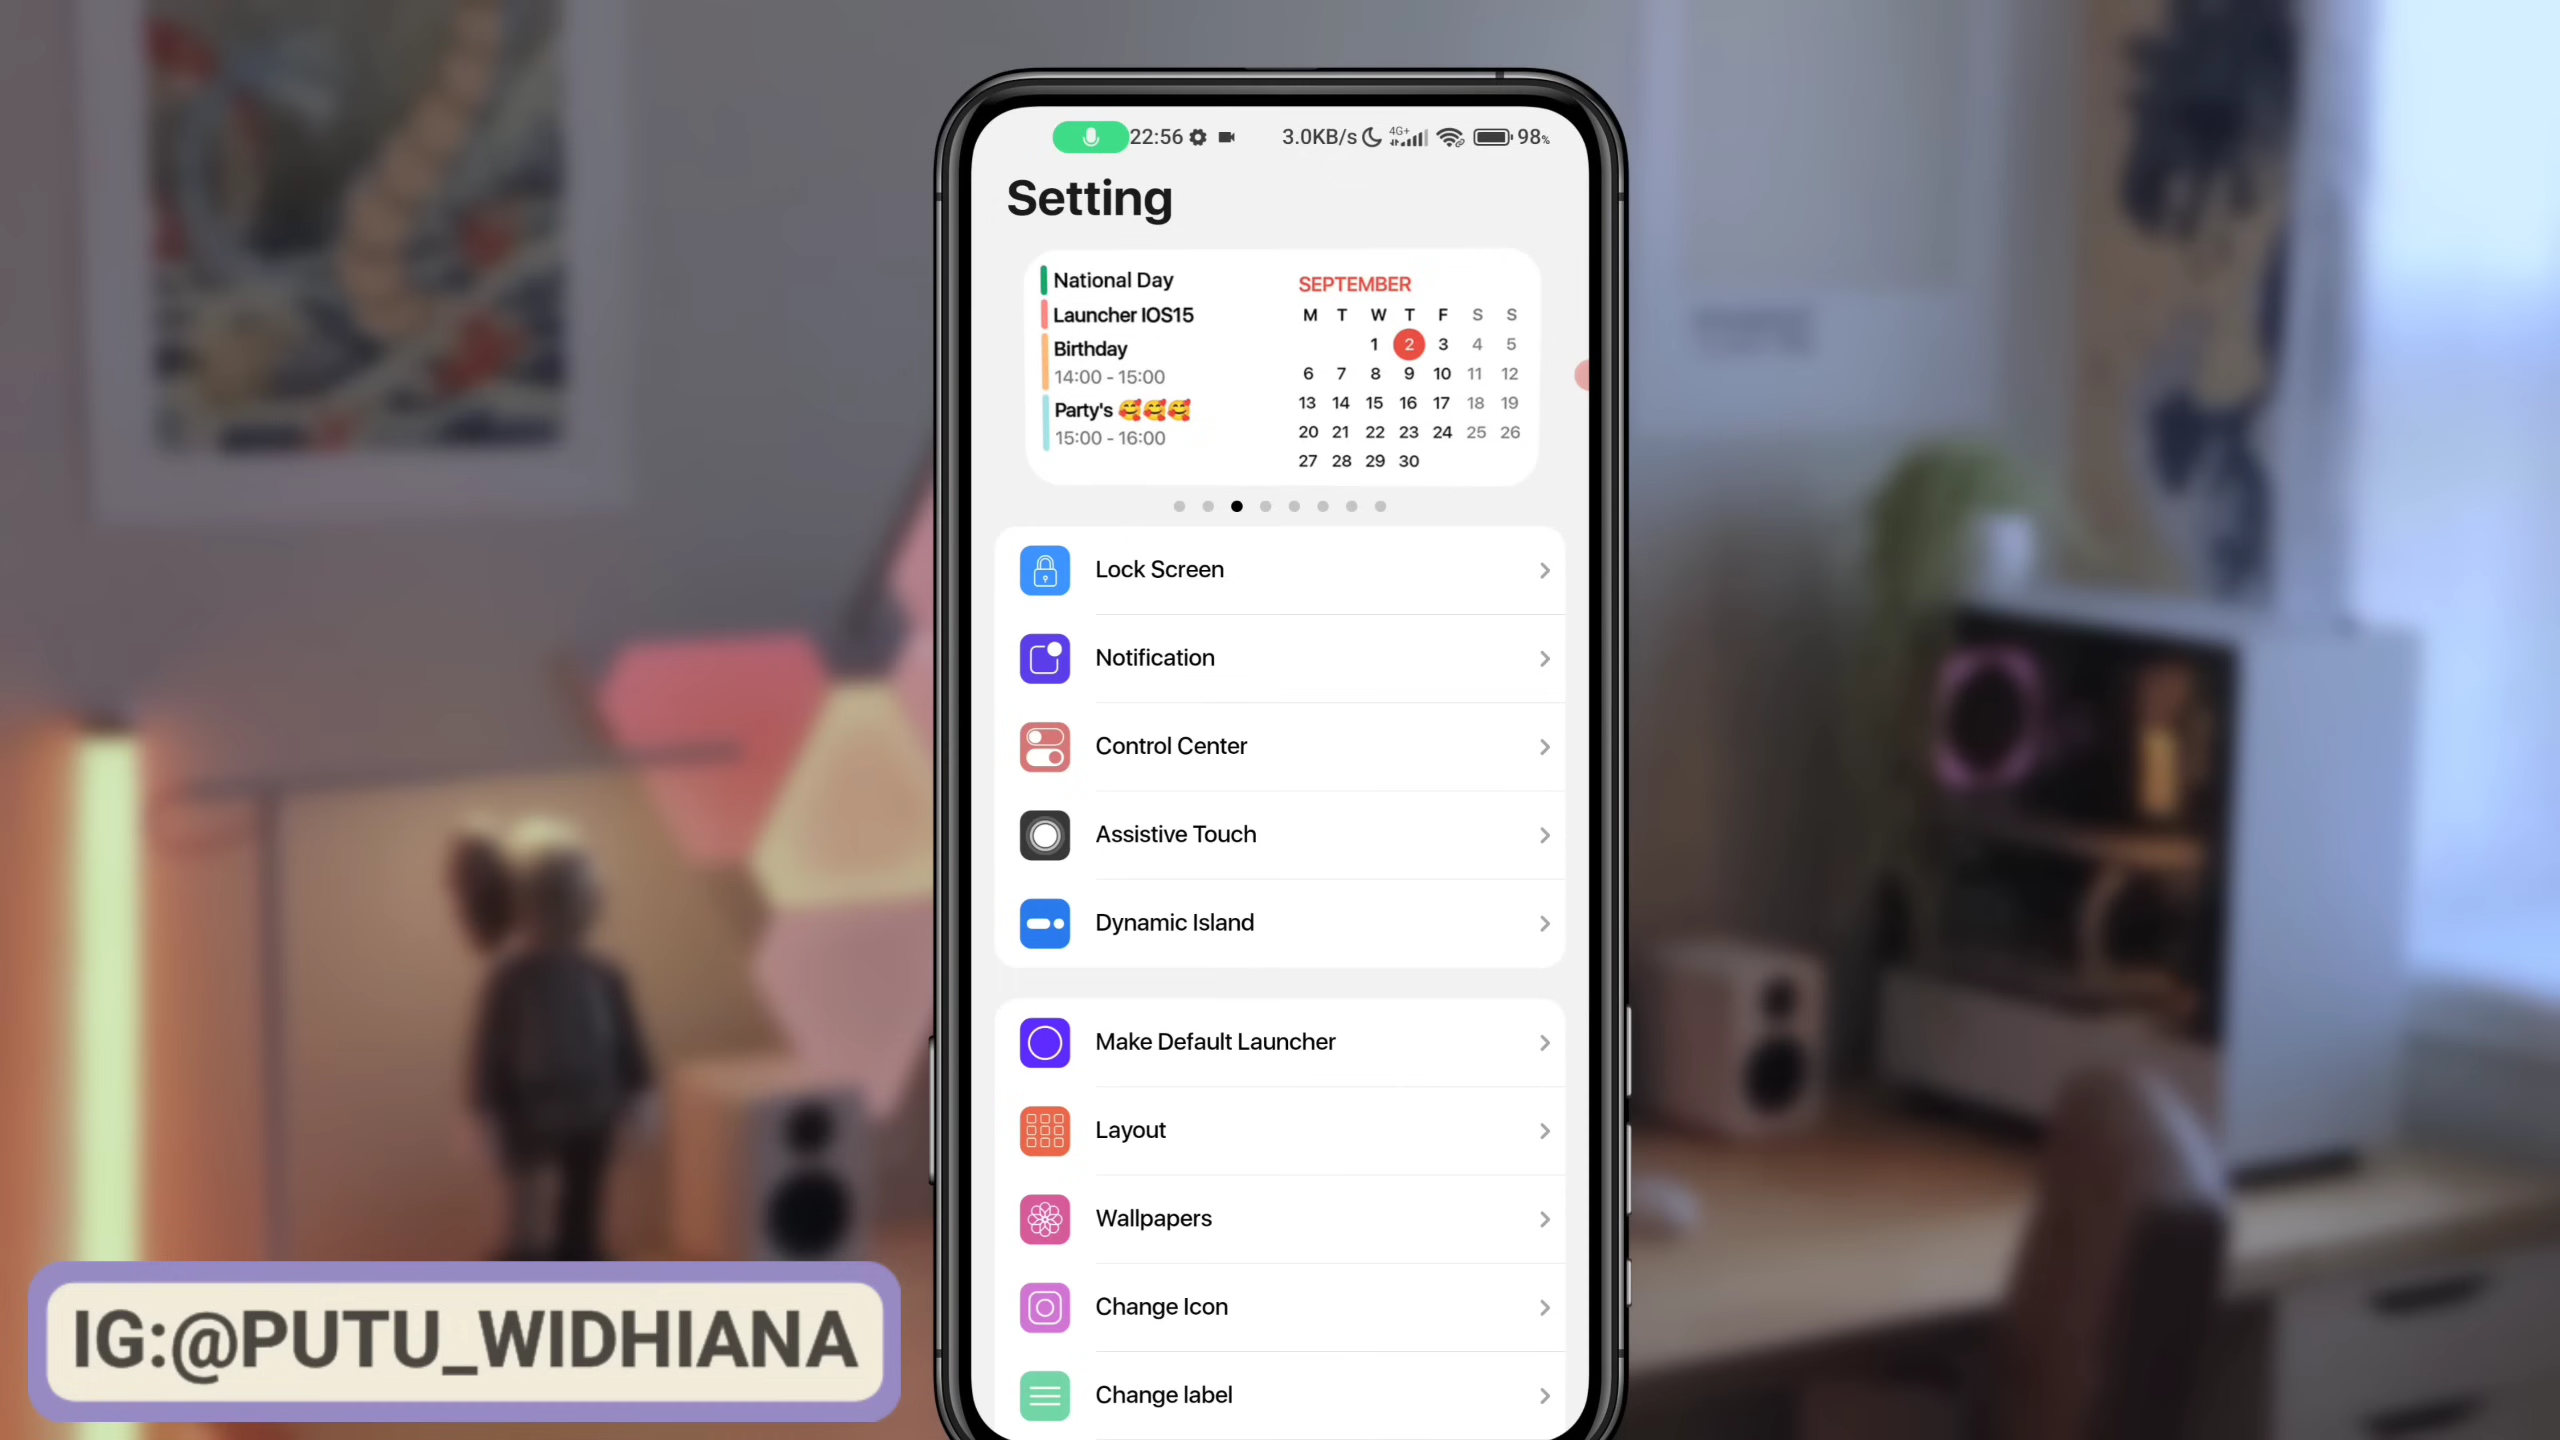 22:56 3.0KB/s 4G+ 98%
Setting
National Day
Launcher IOS15
Birthday
14:00 - 15:00
Party's 🥰🥰🥰
15:00 - 16:00
SEPTEMBER
M T W T F S S
1 2 3 4 5
6 7 8 9 10 11 12
13 14 15 16 17 18 19
20 21 22 23 24 25 26
27 28 29 30
Lock Screen
Notification
Control Center
Assistive Touch
Dynamic Island
Make Default Launcher
Layout
Wallpapers
Change Icon
Change label
IG:@PUTU_WIDHIANA